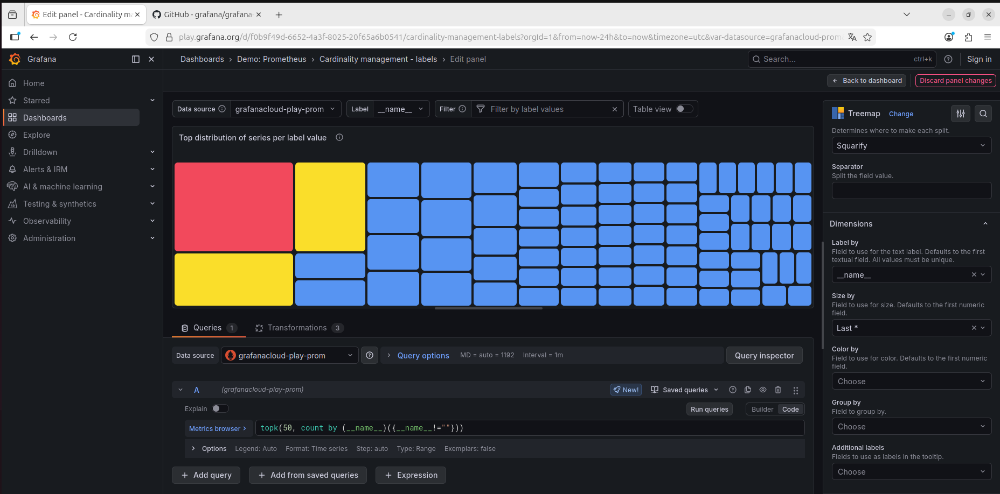 Edit panel - Cardinality ma
GitHub - grafana/grafana-
play.grafana.org/d/f0b9f49d-6652-4a3f-8025-20f65a6b0541/cardinality-management-labels?orgId=1&from=now-24h&to=now&timezone=utc&var-datasource=grafanacloud-prom
Grafana
Dashboards › Demo: Prometheus › Cardinality management - labels › Edit panel
Search... ctrl+k
Sign in
Back to dashboard
Discard panel changes
Home
Starred
Dashboards
Explore
Drilldown
Alerts & IRM
AI & machine learning
Testing & synthetics
Observability
Administration
Data source grafanacloud-play-prom
Label __name__
Filter Filter by label values
Table view
Top distribution of series per label value
Queries 1
Transformations 3
Data source grafanacloud-play-prom
Query options MD = auto = 1192 Interval = 1m
Query inspector
A (grafanacloud-play-prom)
New!
Saved queries
Explain
Run queries
Builder Code
Metrics browser >
topk(50, count by (__name__)({__name__!=""}))
Options Legend: Auto Format: Time series Step: auto Type: Range Exemplars: false
+ Add query
+ Add from saved queries
+ Expression
Treemap Change
Determines where to make each split.
Squarify
Separator
Split the field value.
Dimensions
Label by
Field to use for the text label. Defaults to the first
textual field. All values must be unique.
__name__
Size by
Field to use for size. Defaults to the first numeric
field.
Last *
Color by
Field to use for color. Defaults to the first numeric
field.
Choose
Group by
Field to group by.
Choose
Additional labels
Fields to use as labels in the tooltip.
Choose